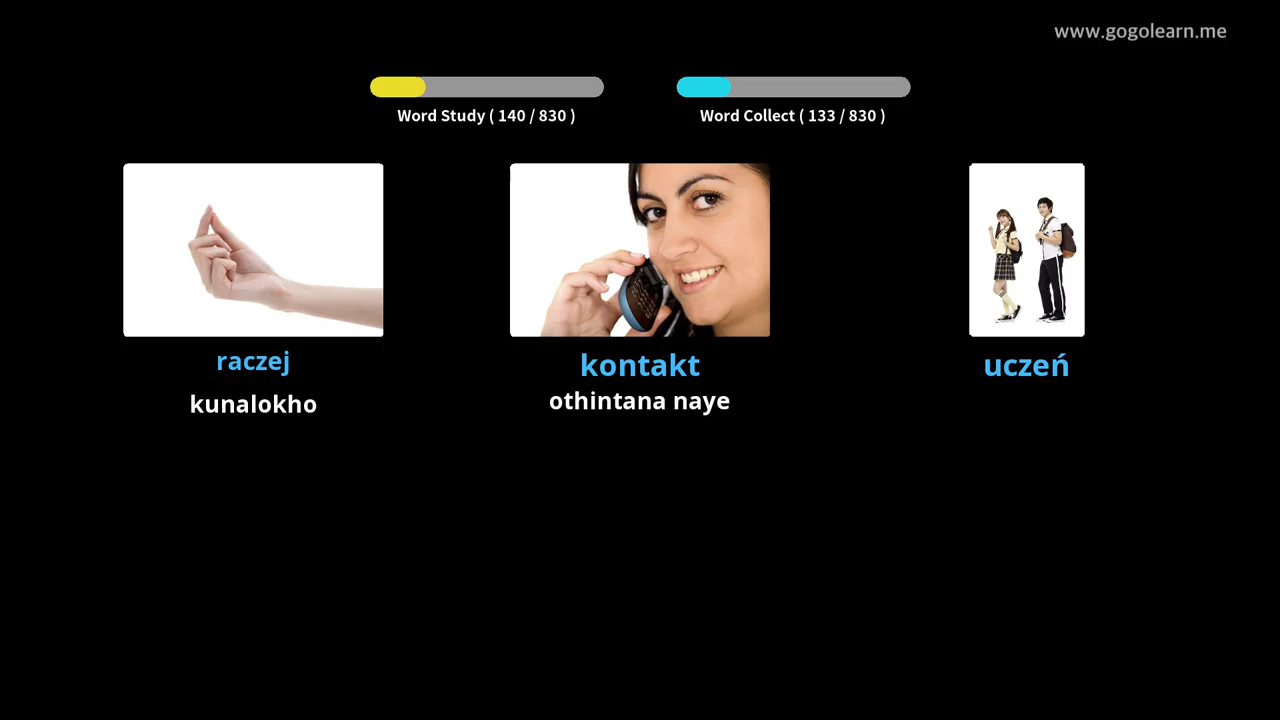 www.gogolearn.me
Word Study ( 140 / 830 )
Word Collect ( 133 / 830 )
raczej
kunalokho
kontakt
othintana naye
uczeń